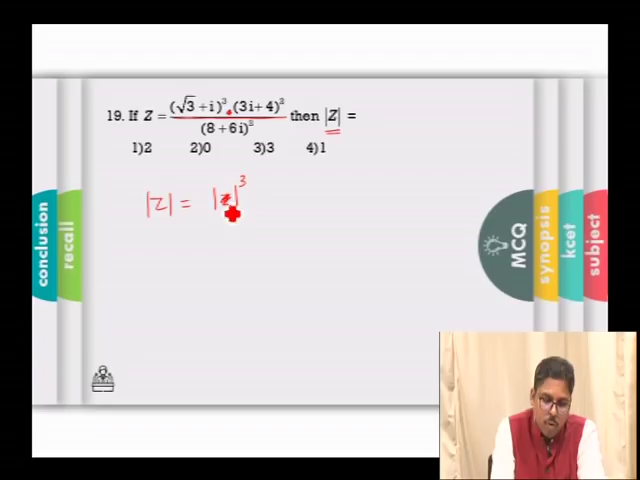 19. If Z = (√3 + i)³ (3i + 4)² / (8 + 6i)² then |Z| =
1) 2 2) 0 3) 3 4) 1
|Z| = | |³
conclusion
recall
MCQ
synopsis
kcet
subject